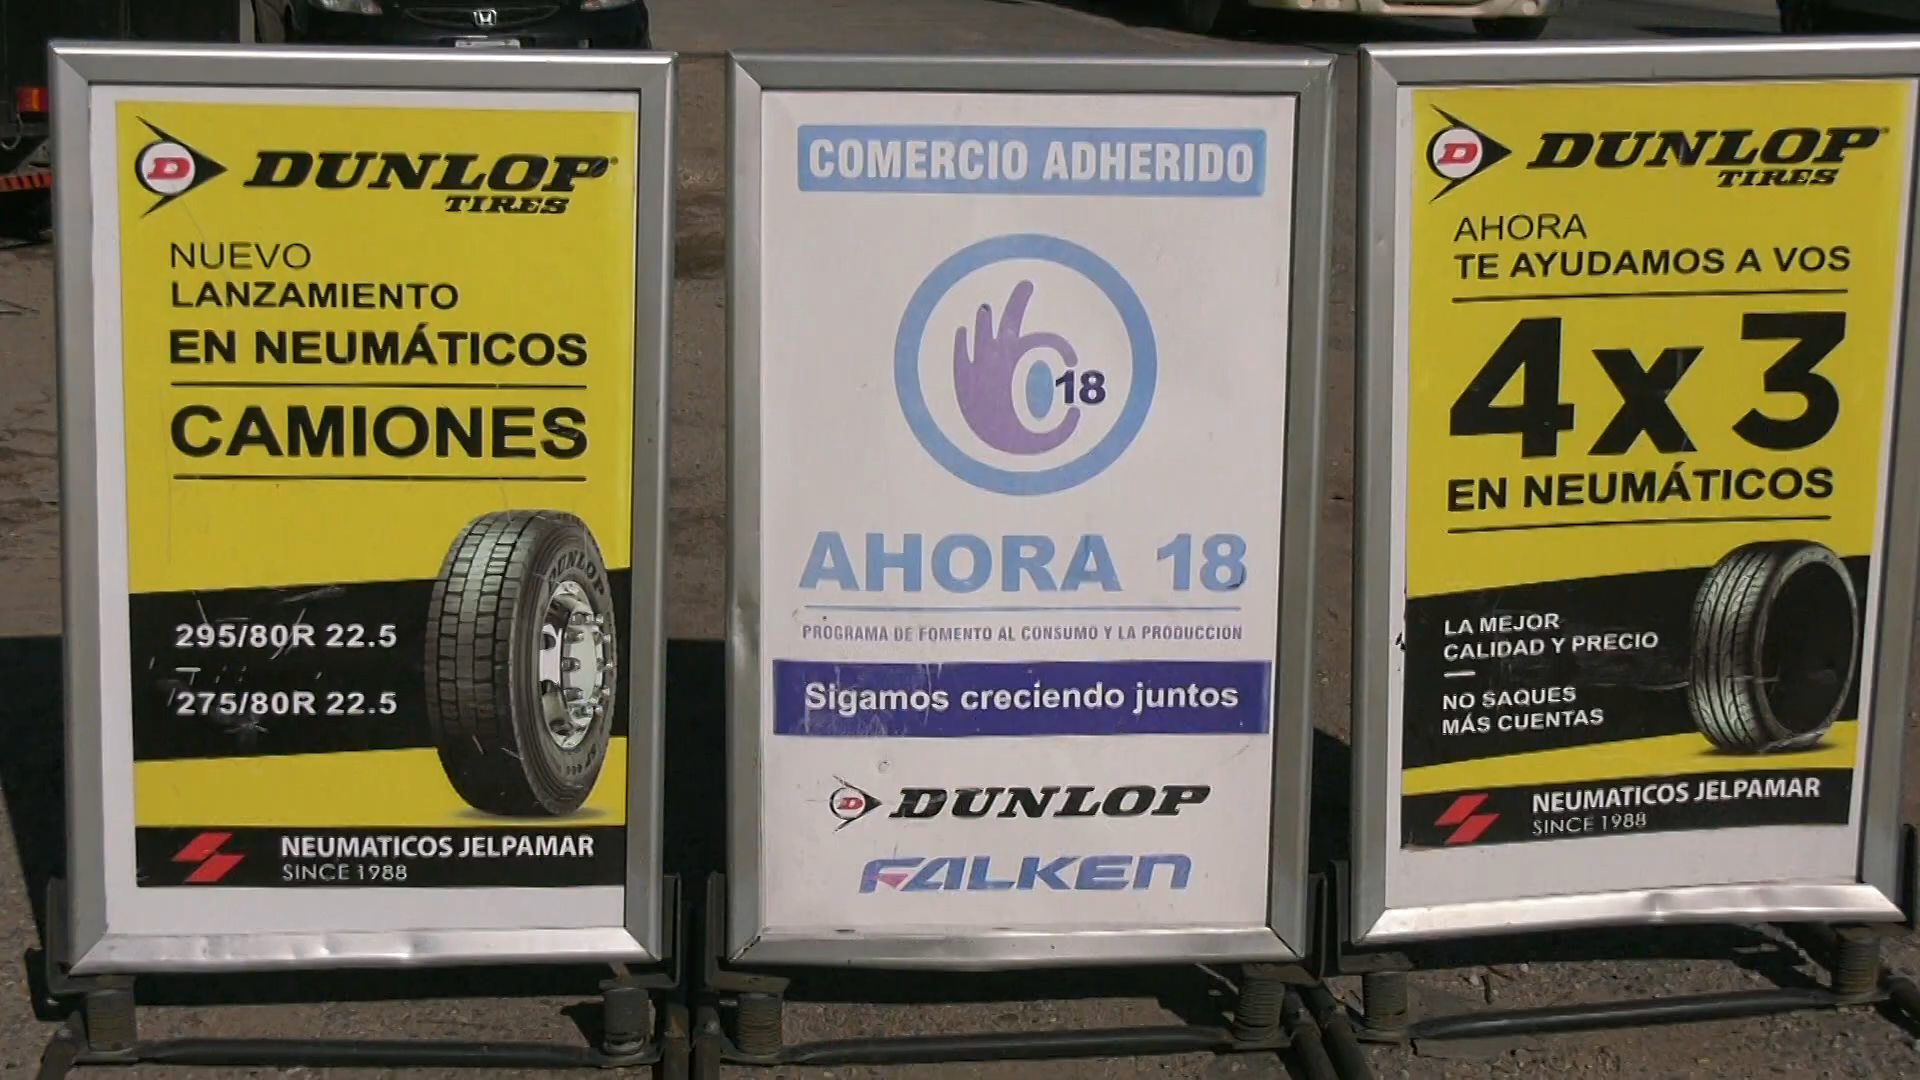 D DUNLOP
TIRES
NUEVO
LANZAMIENTO
EN NEUMÁTICOS
CAMIONES
DUNLOP
295/80R 22.5
275/80R 22.5
NEUMATICOS JELPAMAR
SINCE 1988
COMERCIO ADHERIDO
18
AHORA 18
PROGRAMA DE FOMENTO AL CONSUMO Y LA PRODUCCION
Sigamos creciendo juntos
D DUNLOP
FALKEN
D DUNLOP
TIRES
AHORA
TE AYUDAMOS A VOS
4x3
EN NEUMÁTICOS
LA MEJOR
CALIDAD Y PRECIO
NO SAQUES
MÁS CUENTAS
NEUMATICOS JELPAMAR
SINCE 1988